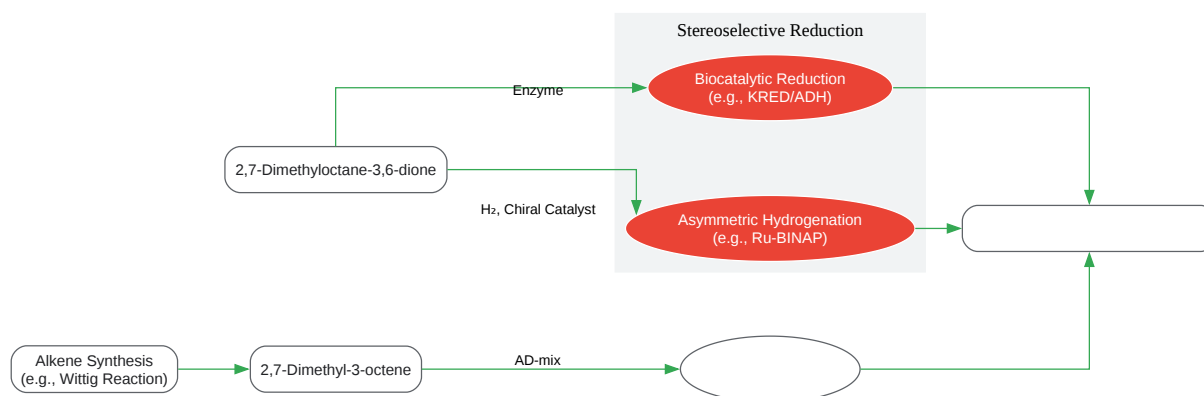 Stereoselective Reduction
Biocatalytic Reduction
(e.g., KRED/ADH)
Enzyme
2,7-Dimethyloctane-3,6-dione
H₂, Chiral Catalyst
Asymmetric Hydrogenation
(e.g., Ru-BINAP)
Alkene Synthesis
(e.g., Wittig Reaction)
2,7-Dimethyl-3-octene
AD-mix